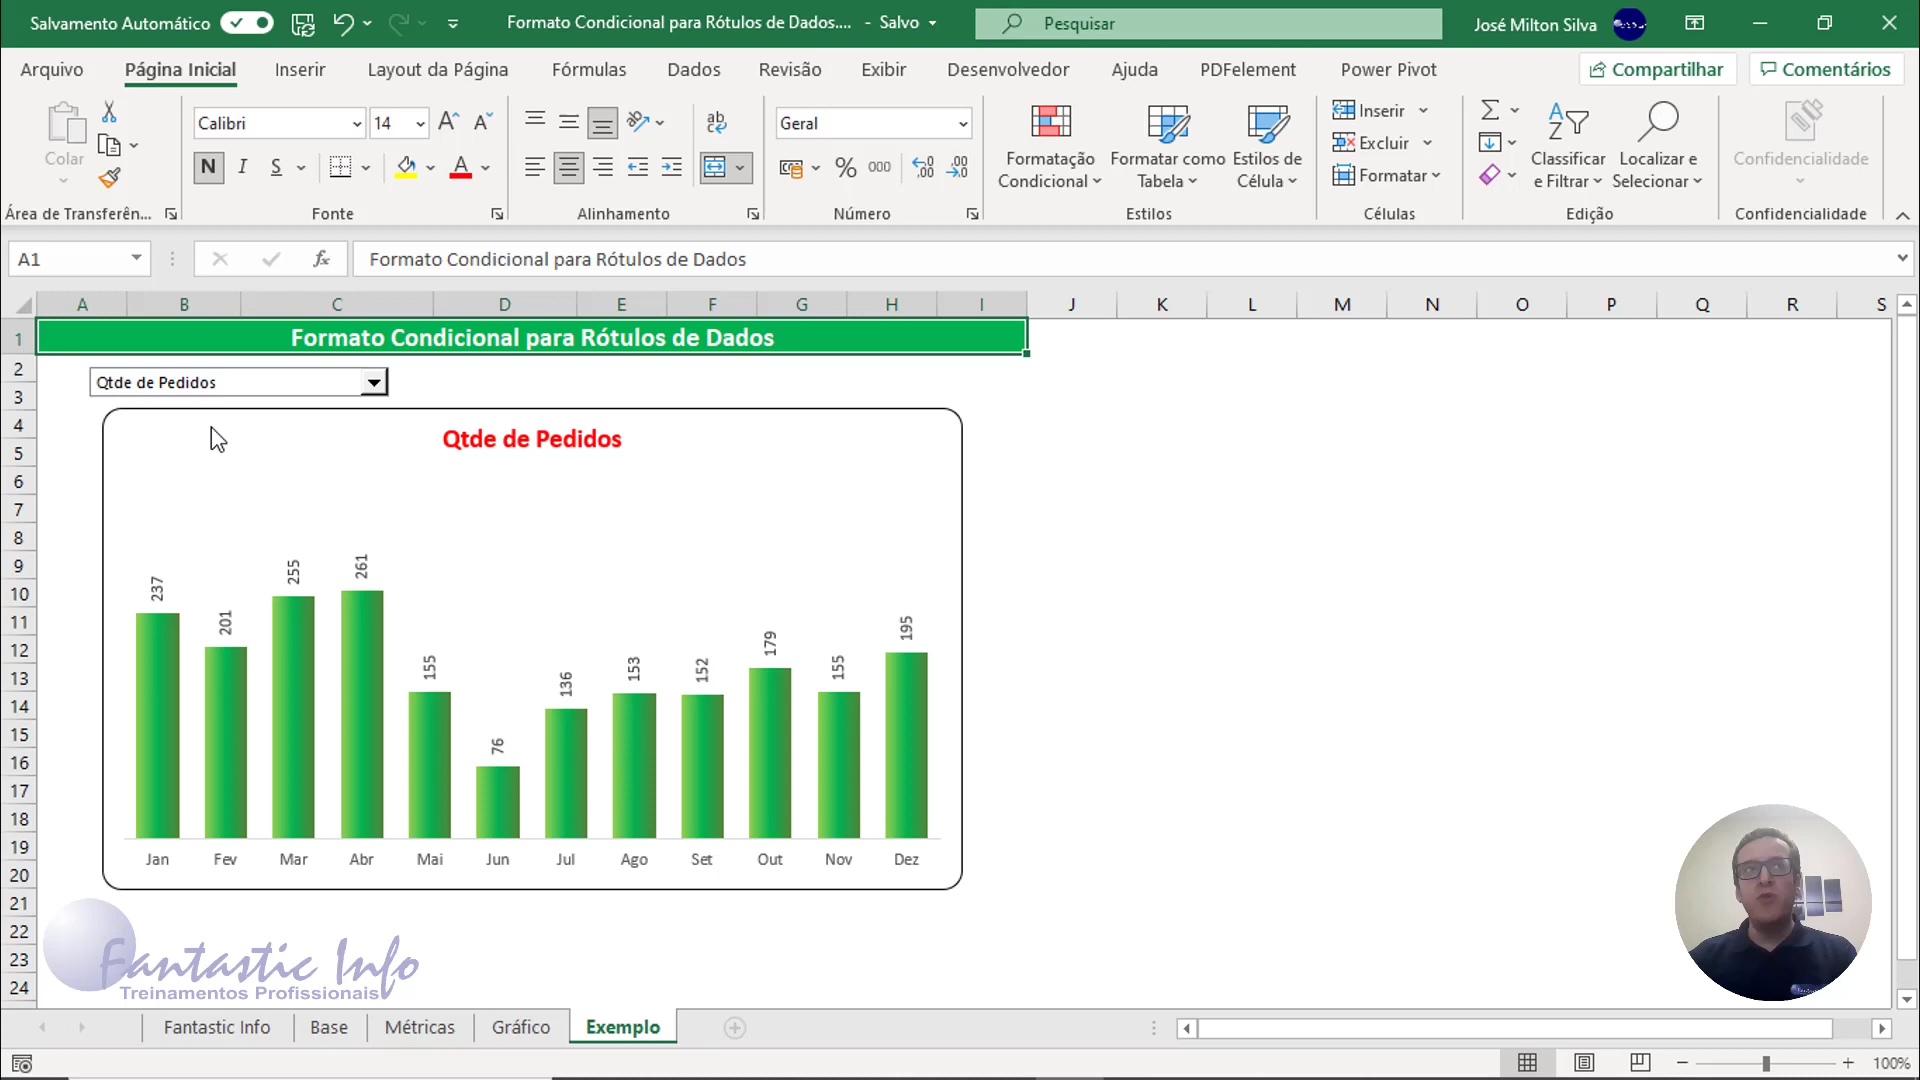 Salvamento Automático
Formato Condicional para Rótulos de Dados.... - Salvo
Pesquisar
José Milton Silva
Arquivo Página Inicial Inserir Layout da Página Fórmulas Dados Revisão Exibir Desenvolvedor Ajuda PDFelement Power Pivot
Compartilhar
Comentários
Colar
Calibri 14
N I S
ab c
Geral
% 000
Formatação Condicional
Formatar como Tabela
Estilos de Célula
Inserir
Excluir
Formatar
Classificar e Filtrar
Localizar e Selecionar
Confidencialidade
Área de Transferên... Fonte Alinhamento Número Estilos Células Edição Confidencialidade
A1 fx Formato Condicional para Rótulos de Dados
A B C D E F G H I J K L M N O P Q R S
1
2
3
4
5
6
7
8
9
10
11
12
13
14
15
16
17
18
19
20
21
22
23
24
Formato Condicional para Rótulos de Dados
Qtde de Pedidos
Qtde de Pedidos
237 201 255 261 155 76 136 153 152 179 155 195
Jan Fev Mar Abr Mai Jun Jul Ago Set Out Nov Dez
Fantastic Info
Treinamentos Profissionais
Fantastic Info Base Métricas Gráfico Exemplo
100%